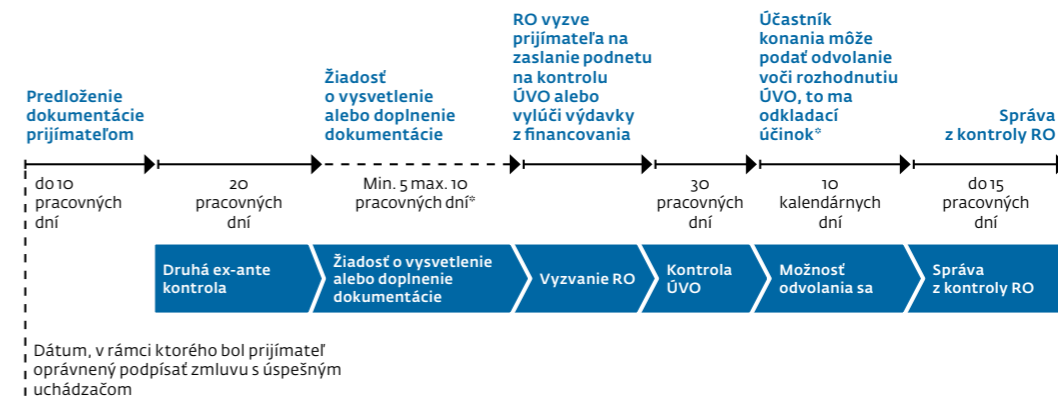 Predloženie
dokumentácie
prijímateľom
Žiadosť
o vysvetlenie
alebo doplnenie
dokumentácie
RO vyzve
prijímateľa na
zaslanie podnetu
na kontrolu
ÚVO alebo
vylúči výdavky
z financovania
Účastník
konania môže
podať odvolanie
voči rozhodnutiu
ÚVO, to ma
odkladací
účinok*
Správa
z kontroly RO
do 10
pracovných
dní
20
pracovných
dní
Min. 5 max. 10
pracovných dní*
30
pracovných
dní
10
kalendárnych
dní
do 15
pracovných
dní
Druhá ex-ante
kontrola
Žiadosť o vysvetlenie
alebo doplnenie
dokumentácie
Vyzvanie RO
Kontrola
ÚVO
Možnosť
odvolania sa
Správa
z kontroly RO
Dátum, v rámci ktorého bol prijímateľ
oprávnený podpísať zmluvu s úspešným
uchádzačom